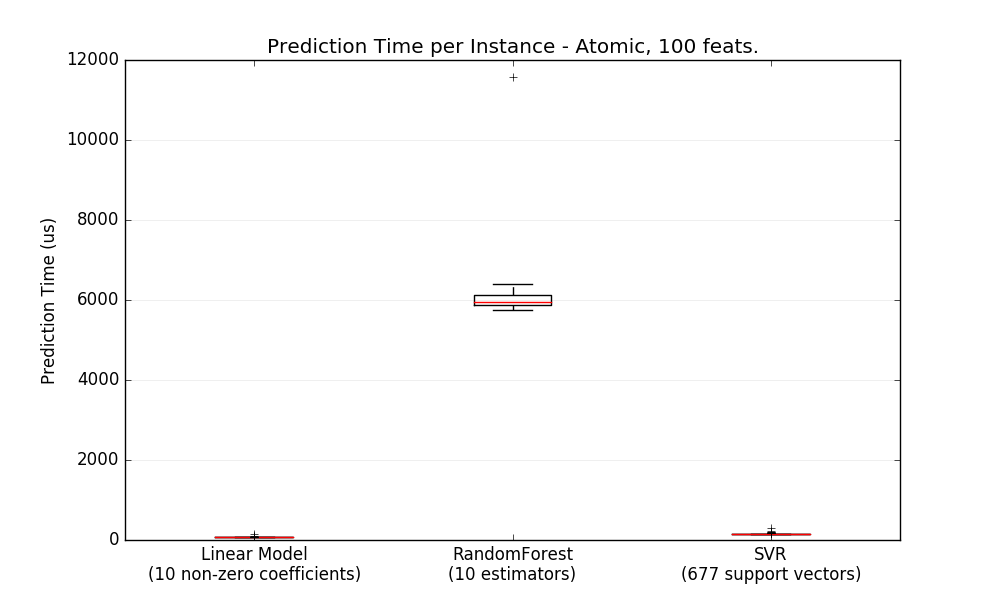 Prediction Time per Instance - Atomic, 100 feats.
12000
10000
8000
6000
4000
2000
0
Prediction Time (us)
Linear Model
(10 non-zero coefficients)
RandomForest
(10 estimators)
SVR
(677 support vectors)